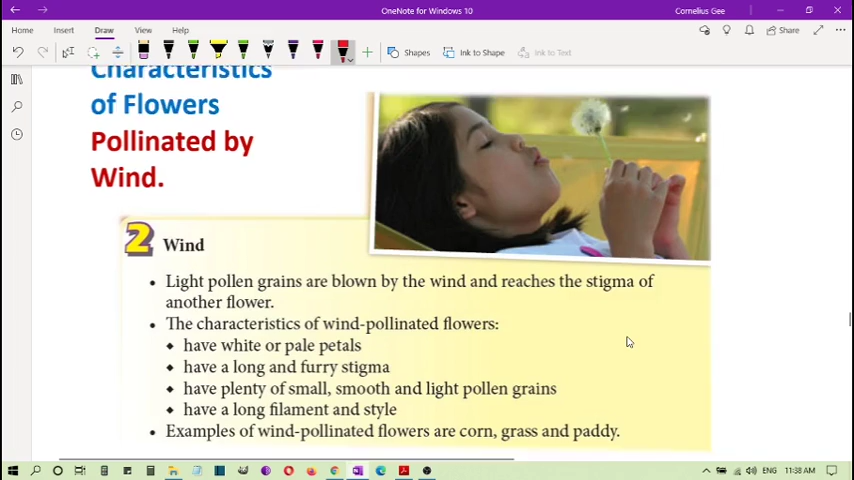 OneNote for Windows 10
Cornelius Gee
Home Insert Draw View Help
Share
Shapes
Ink to Shape
Ink to Text
Characteristics
of Flowers
Pollinated by
Wind.
2 Wind
• Light pollen grains are blown by the wind and reaches the stigma of
another flower.
• The characteristics of wind-pollinated flowers:
◆ have white or pale petals
◆ have a long and furry stigma
◆ have plenty of small, smooth and light pollen grains
◆ have a long filament and style
• Examples of wind-pollinated flowers are corn, grass and paddy.
ENG 11:38 AM